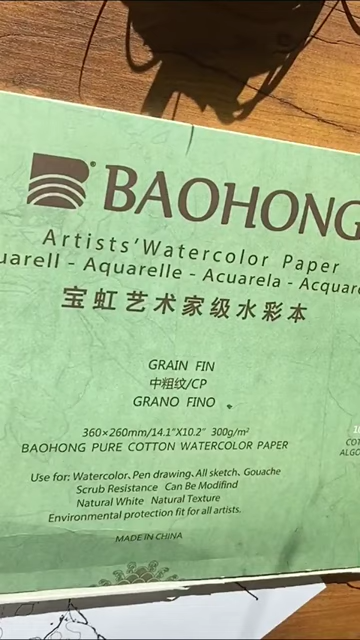 BAOHONG
Artists' Watercolor Paper
Aquarelle - Acuarela
宝虹艺术家级水彩本
GRAIN FIN
中粗纹/CP
GRANO FINO
360×260mm/14.1"X10.2" 300g/m²
BAOHONG PURE COTTON WATERCOLOR PAPER
Use for: Watercolor、Pen drawing、All sketch、Gouache
Scrub Resistance Can Be Modifind
Natural White Natural Texture
Environmental protection fit for all artists.
MADE IN CHINA